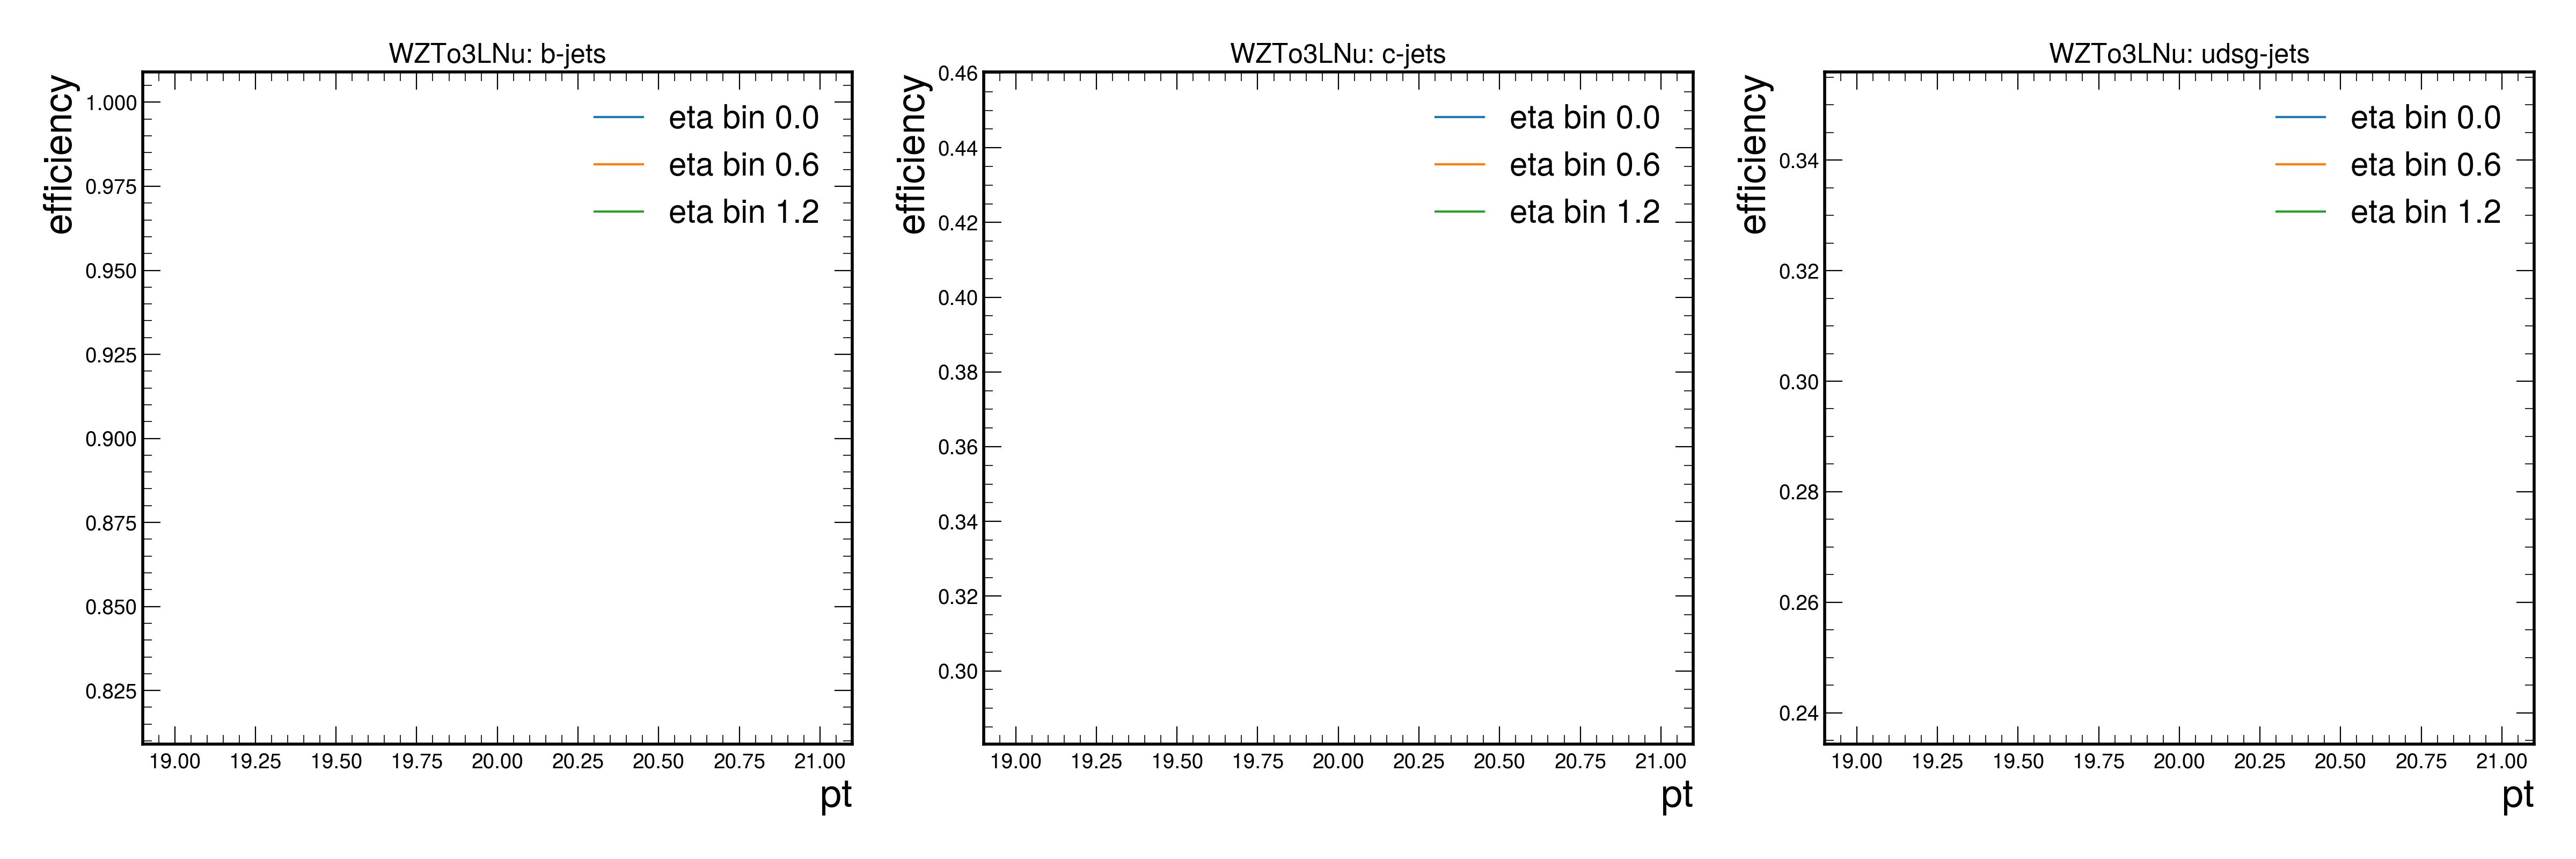 WZTo3LNu: b-jets
efficiency
1.000
0.975
0.950
0.925
0.900
0.875
0.850
0.825
eta bin 0.0
eta bin 0.6
eta bin 1.2
19.00 19.25 19.50 19.75 20.00 20.25 20.50 20.75 21.00
pt
WZTo3LNu: c-jets
efficiency
0.46
0.44
0.42
0.40
0.38
0.36
0.34
0.32
0.30
eta bin 0.0
eta bin 0.6
eta bin 1.2
19.00 19.25 19.50 19.75 20.00 20.25 20.50 20.75 21.00
pt
WZTo3LNu: udsg-jets
efficiency
0.34
0.32
0.30
0.28
0.26
0.24
eta bin 0.0
eta bin 0.6
eta bin 1.2
19.00 19.25 19.50 19.75 20.00 20.25 20.50 20.75 21.00
pt